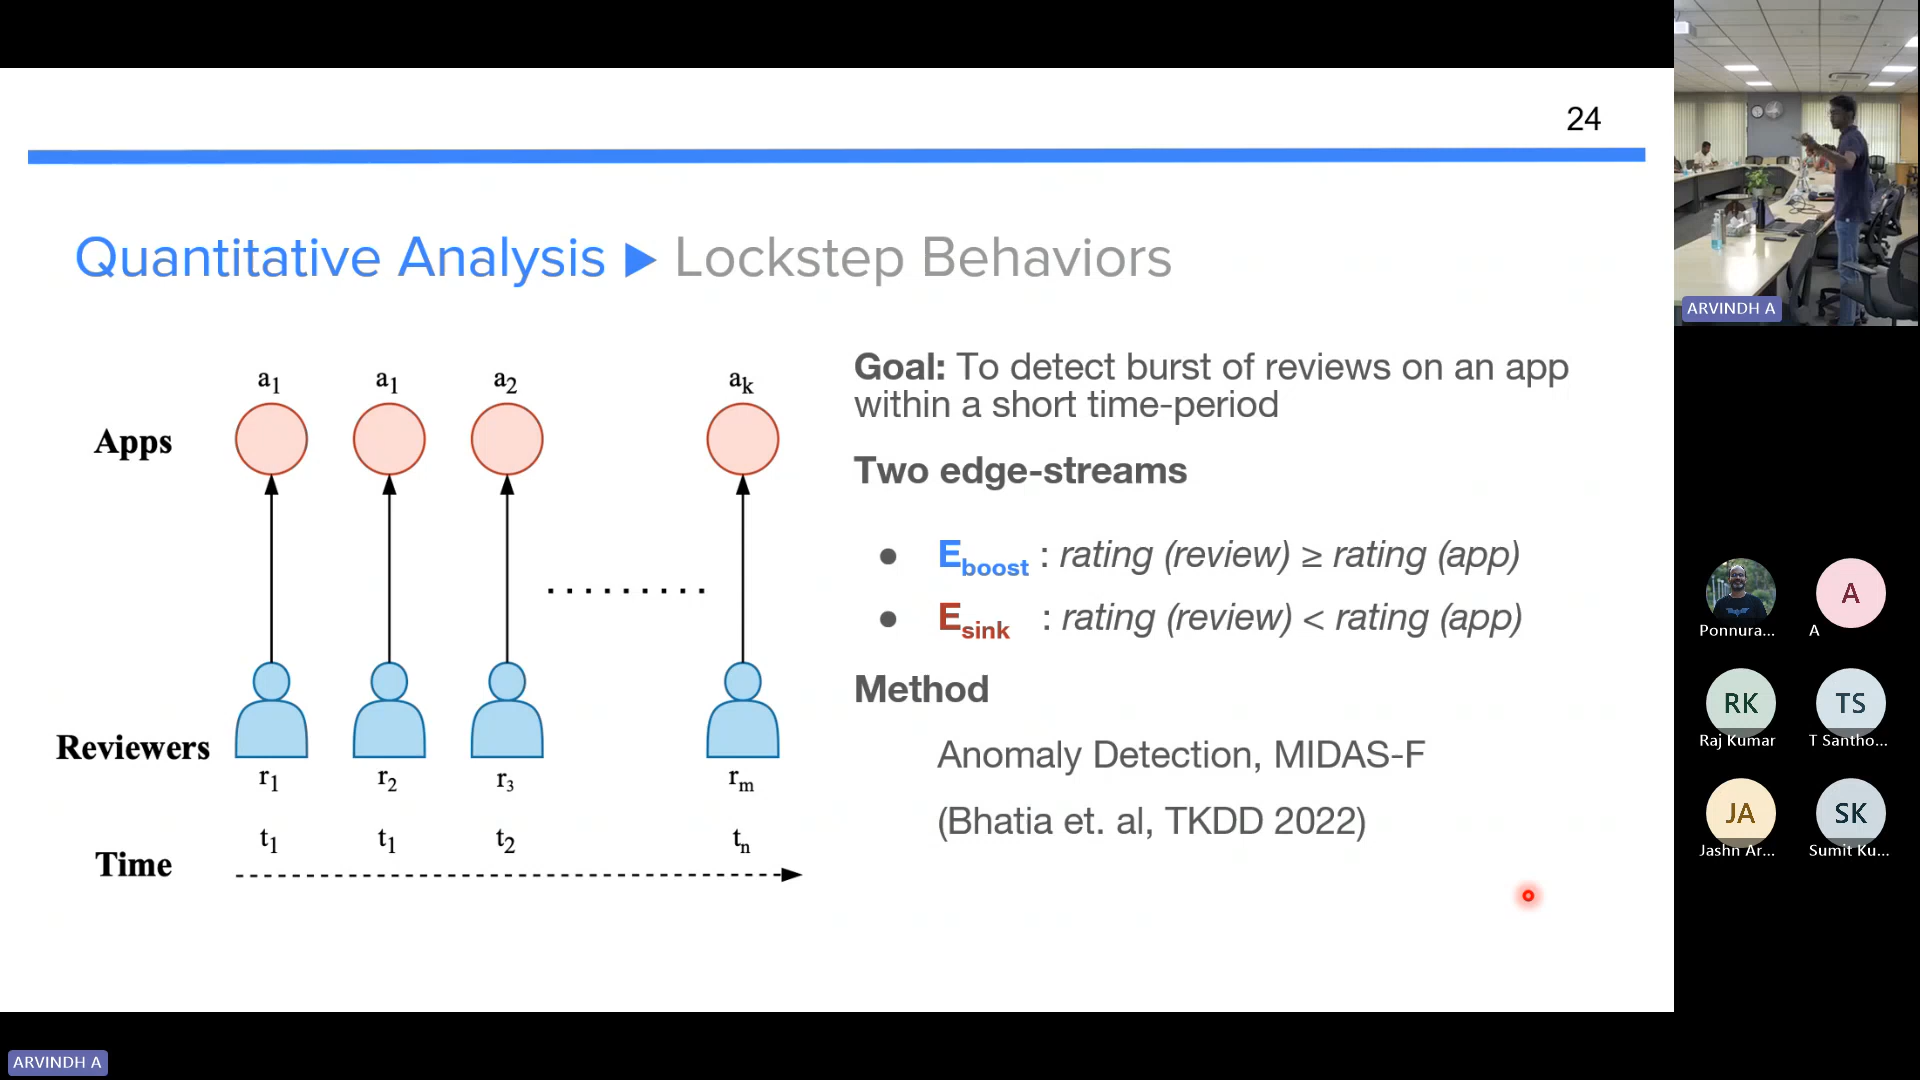 24
Quantitative Analysis ▶ Lockstep Behaviors
a1 a1 a2 ak
Apps
Reviewers
r1 r2 r3 rm
t1 t1 t2 tn
Time
Goal: To detect burst of reviews on an app
within a short time-period
Two edge-streams
● Eboost : rating (review) ≥ rating (app)
● Esink : rating (review) < rating (app)
Method
Anomaly Detection, MIDAS-F
(Bhatia et. al, TKDD 2022)
ARVINDH A
Ponnura...
A
A
RK
Raj Kumar
TS
T Santho...
JA
Jashn Ar...
SK
Sumit Ku...
ARVINDH A